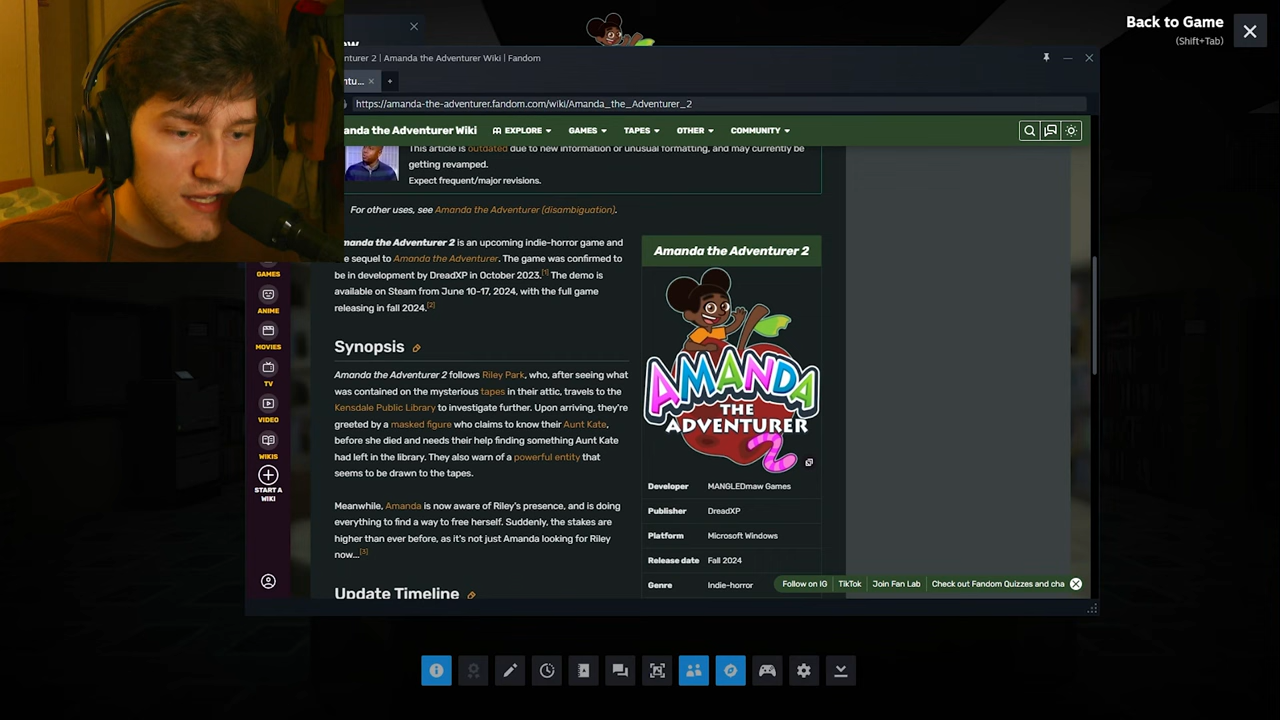 Back to Game
(Shift+Tab)
ew
nturer 2 | Amanda the Adventurer Wiki | Fandom
ntu...
https://amanda-the-adventurer.fandom.com/wiki/Amanda_the_Adventurer_2
anda the Adventurer Wiki
EXPLORE
GAMES
TAPES
OTHER
COMMUNITY
This article is outdated due to new information or unusual formatting, and may currently be
getting revamped.
Expect frequent/major revisions.
For other uses, see Amanda the Adventurer (disambiguation).
manda the Adventurer 2 is an upcoming indie-horror game and
e sequel to Amanda the Adventurer. The game was confirmed to
be in development by DreadXP in October 2023.[1] The demo is
available on Steam from June 10-17, 2024, with the full game
releasing in fall 2024.[2]
Synopsis
Amanda the Adventurer 2 follows Riley Park, who, after seeing what
was contained on the mysterious tapes in their attic, travels to the
Kensdale Public Library to investigate further. Upon arriving, they're
greeted by a masked figure who claims to know their Aunt Kate,
before she died and needs their help finding something Aunt Kate
had left in the library. They also warn of a powerful entity that
seems to be drawn to the tapes.
Meanwhile, Amanda is now aware of Riley's presence, and is doing
everything to find a way to free herself. Suddenly, the stakes are
higher than ever before, as it's not just Amanda looking for Riley
now...[3]
Update Timeline
Amanda the Adventurer 2
AMANDA
THE
ADVENTURER
2
Developer MANGLEDmaw Games
Publisher DreadXP
Platform Microsoft Windows
Release date Fall 2024
Genre Indie-horror
GAMES
ANIME
MOVIES
TV
VIDEO
WIKIS
START A
WIKI
Follow on IG
TikTok
Join Fan Lab
Check out Fandom Quizzes and cha